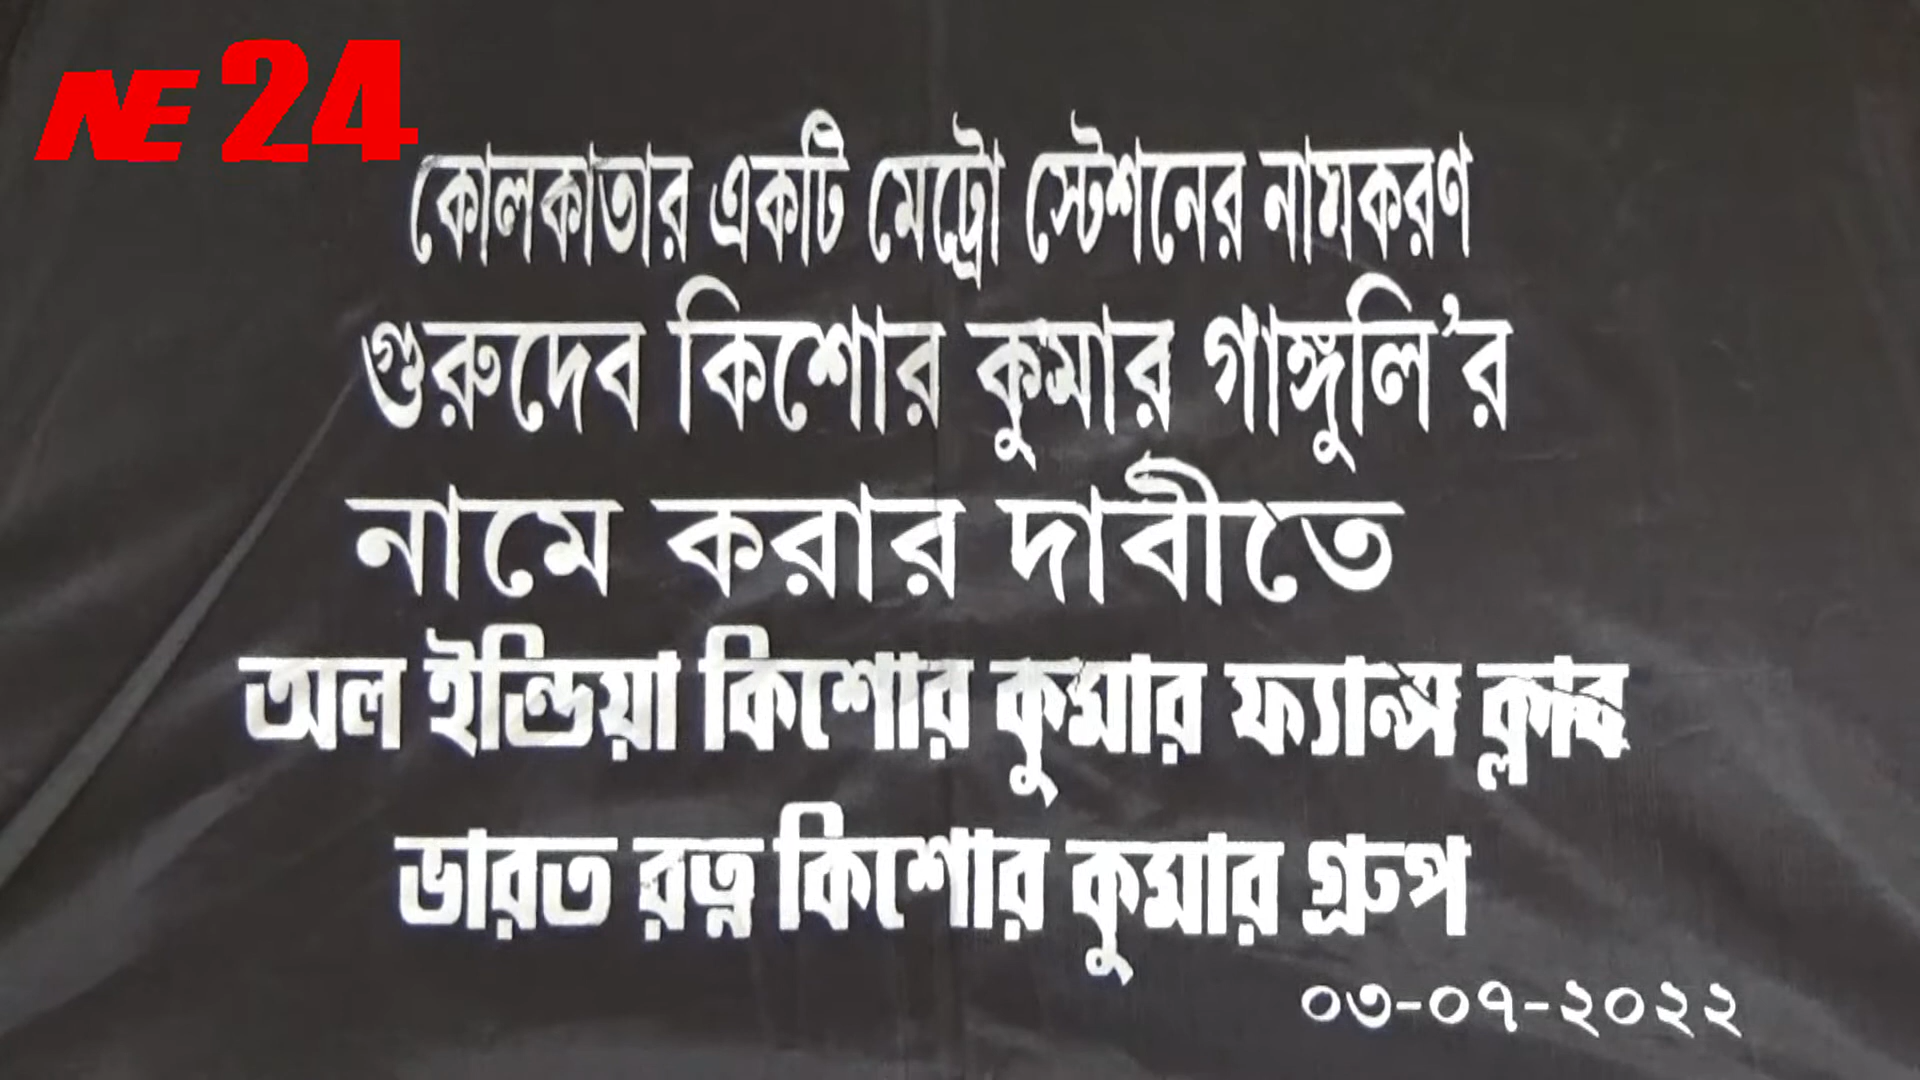 NE 24
কোলকাতার একটি মেট্রো স্টেশনের নামকরণ
গুরুদেব কিশোর কুমার গাঙ্গুলি'র
নামে করার দাবীতে
অল ইন্ডিয়া কিশোর কুমার ফ্যান্স ক্লাব
ভারত রত্ন কিশোর কুমার গ্রুপ
০৩-০৭-২০২২